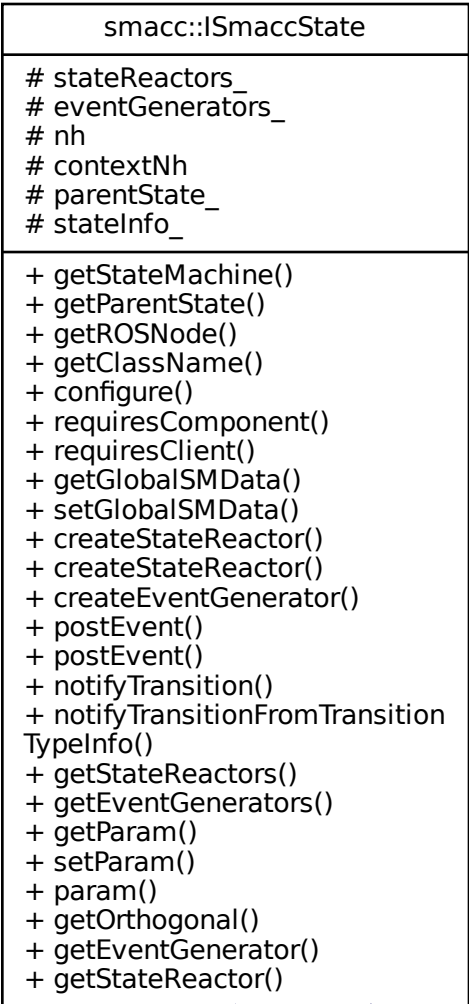 smacc::ISmaccState
# stateReactors_
# eventGenerators_
# nh
# contextNh
# parentState_
# stateInfo_
+ getStateMachine()
+ getParentState()
+ getROSNode()
+ getClassName()
+ configure()
+ requiresComponent()
+ requiresClient()
+ getGlobalSMData()
+ setGlobalSMData()
+ createStateReactor()
+ createStateReactor()
+ createEventGenerator()
+ postEvent()
+ postEvent()
+ notifyTransition()
+ notifyTransitionFromTransition
TypeInfo()
+ getStateReactors()
+ getEventGenerators()
+ getParam()
+ setParam()
+ param()
+ getOrthogonal()
+ getEventGenerator()
+ getStateReactor()